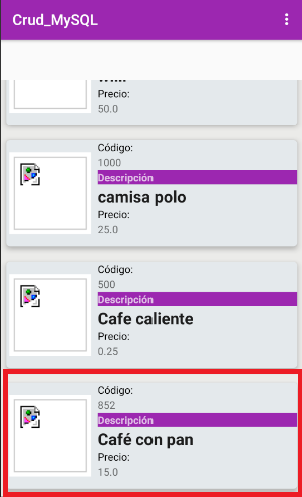 Crud_MySQL
Precio:
50.0
Código:
1000
Descripción
camisa polo
Precio:
25.0
Código:
500
Descripción
Cafe caliente
Precio:
0.25
Código:
852
Descripción
Café con pan
Precio:
15.0